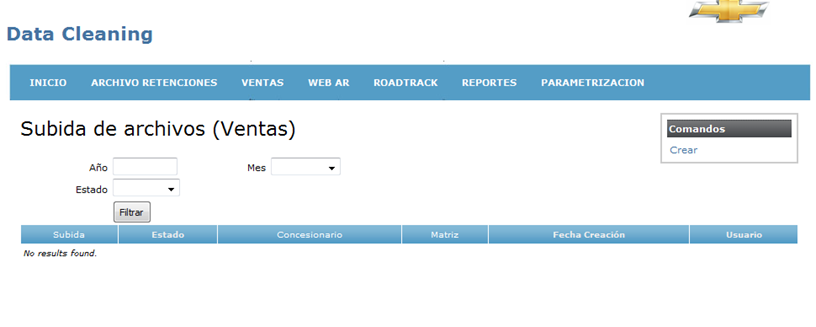 Data Cleaning
INICIO ARCHIVO RETENCIONES VENTAS WEB AR ROADTRACK REPORTES PARAMETRIZACION
Subida de archivos (Ventas)
Comandos
Crear
Año Mes
Estado
Filtrar
Subida Estado Concesionario Matriz Fecha Creación Usuario
No results found.